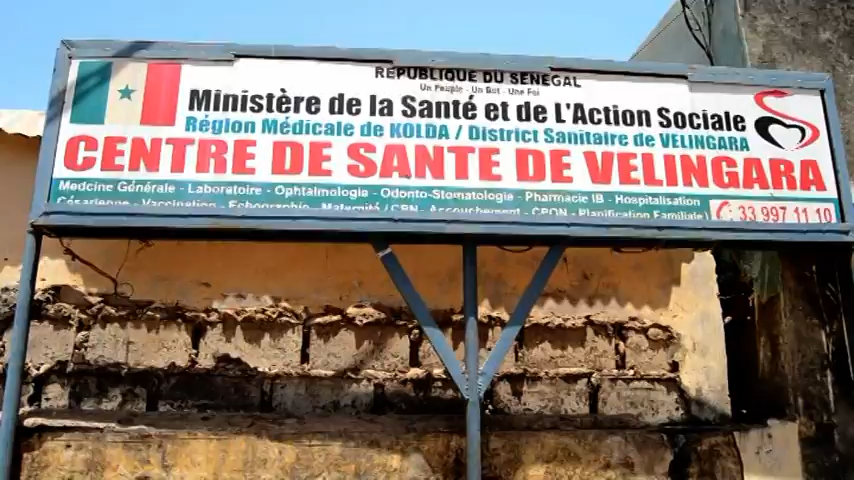 REPUBLIQUE DU SENEGAL
Un Peuple - Un But - Une Foi
Ministère de la Santé et de L'Action Sociale
Région Médicale de KOLDA / District Sanitaire de VELINGARA
CENTRE DE SANTE DE VELINGARA
Medcine Générale - Laboratoire - Ophtalmologie - Odonto-Stomatologie - Pharmacie IB - Hospitalisation
Césarienne - Vaccination - Echographie - Maternité / CPN - Accouchement - CPON - Planification Familiale )
33 997 11 10